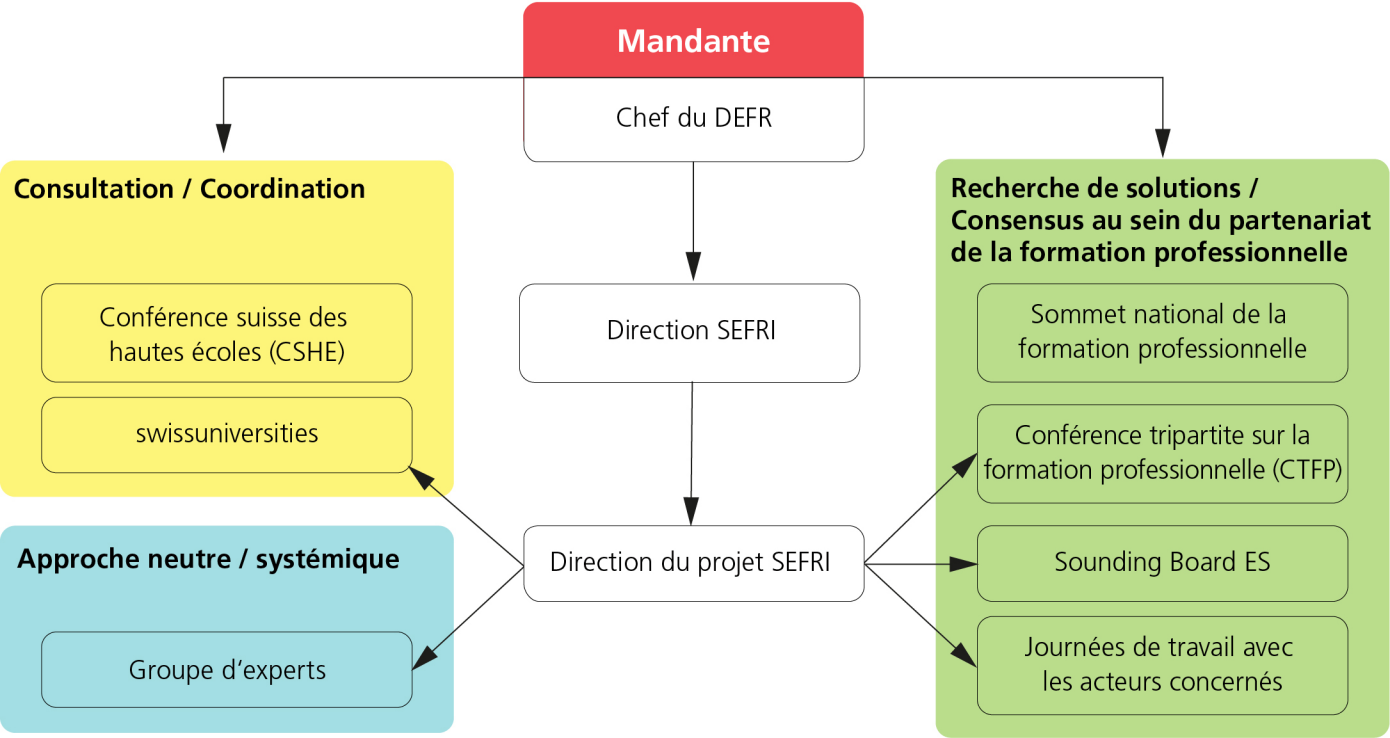 Mandante
Chef du DEFR
Consultation / Coordination
Conférence suisse des
hautes écoles (CSHE)
swissuniversities
Approche neutre / systémique
Groupe d‘experts
Direction SEFRI
Direction du projet SEFRI
Recherche de solutions /
Consensus au sein du partenariat
de la formation professionnelle
Sommet national de la
formation professionnelle
Conférence tripartite sur la
formation professionnelle (CTFP)
Sounding Board ES
Journées de travail avec
les acteurs concernés